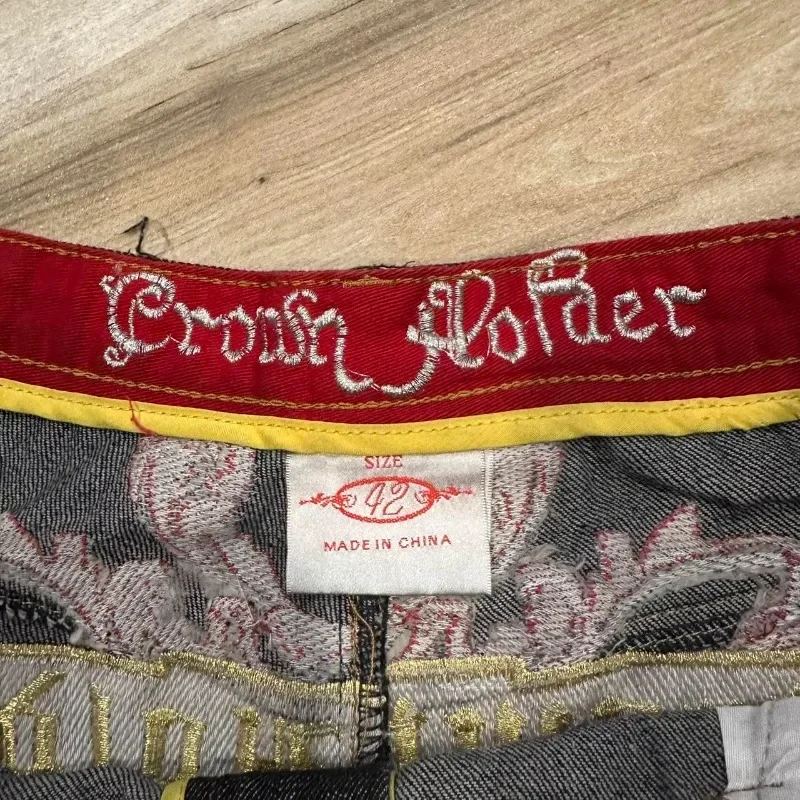 Crown Holder
SIZE
42
MADE IN CHINA